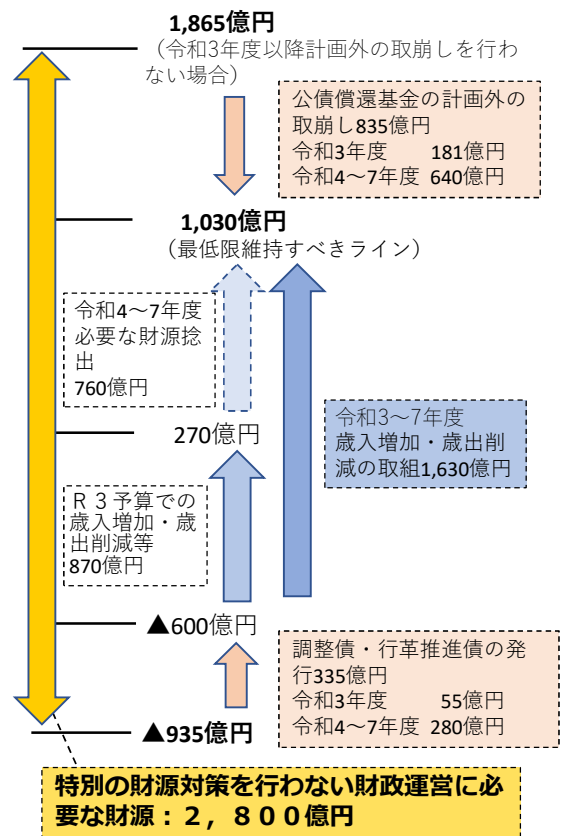 1,865億円
（令和3年度以降計画外の取崩しを行わ
ない場合）
公債償還基金の計画外の
取崩し835億円
令和3年度 181億円
令和4～7年度 640億円
1,030億円
（最低限維持すべきライン）
令和4～7年度
必要な財源捻
出
760億円
270億円
令和3～7年度
歳入増加・歳出削
減の取組1,630億円
Ｒ３予算での
歳入増加・歳
出削減等
870億円
▲600億円
調整債・行革推進債の発
行335億円
令和3年度 55億円
令和4～7年度 280億円
▲935億円
特別の財源対策を行わない財政運営に必
要な財源：２，８００億円